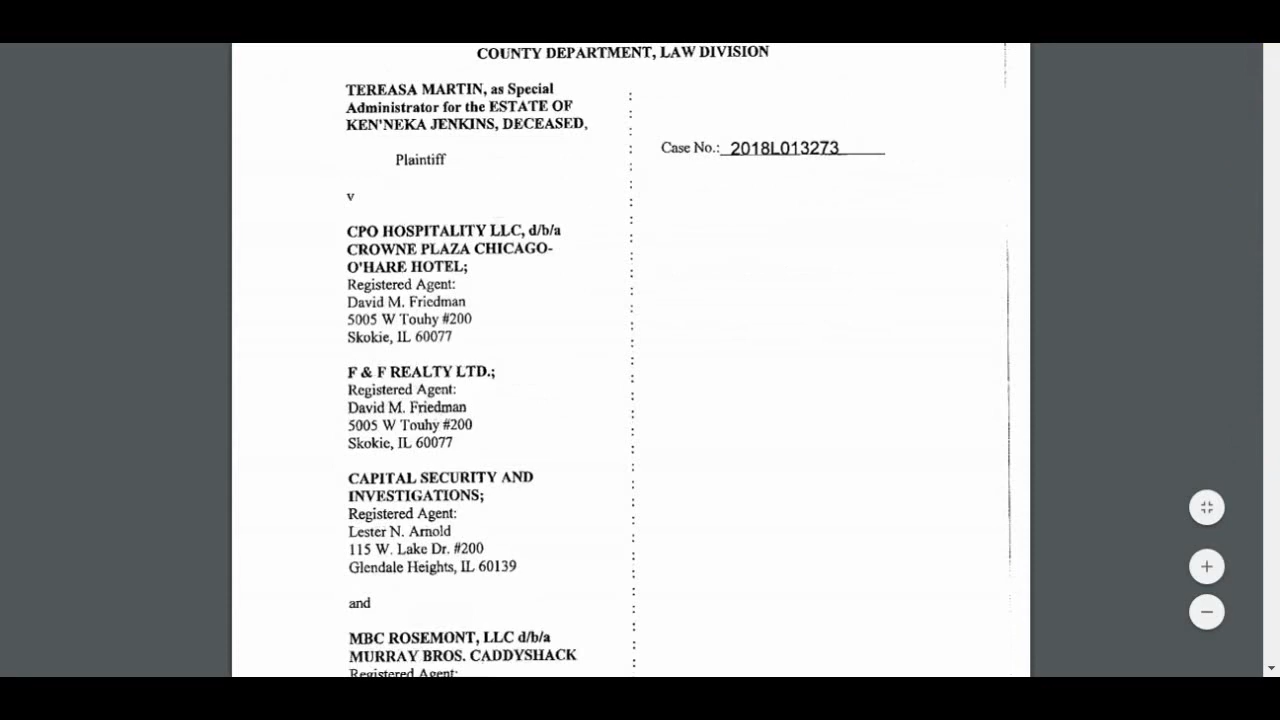 COUNTY DEPARTMENT, LAW DIVISION
TEREASA MARTIN, as Special
Administrator for the ESTATE OF
KEN'NEKA JENKINS, DECEASED,
Plaintiff
Case No.: 2018L013273
v
CPO HOSPITALITY LLC, d/b/a
CROWNE PLAZA CHICAGO-
O'HARE HOTEL;
Registered Agent:
David M. Friedman
5005 W Touhy #200
Skokie, IL 60077
F & F REALTY LTD.;
Registered Agent:
David M. Friedman
5005 W Touhy #200
Skokie, IL 60077
CAPITAL SECURITY AND
INVESTIGATIONS;
Registered Agent:
Lester N. Arnold
115 W. Lake Dr. #200
Glendale Heights, IL 60139
and
MBC ROSEMONT, LLC d/b/a
MURRAY BROS. CADDYSHACK
Registered Agent: